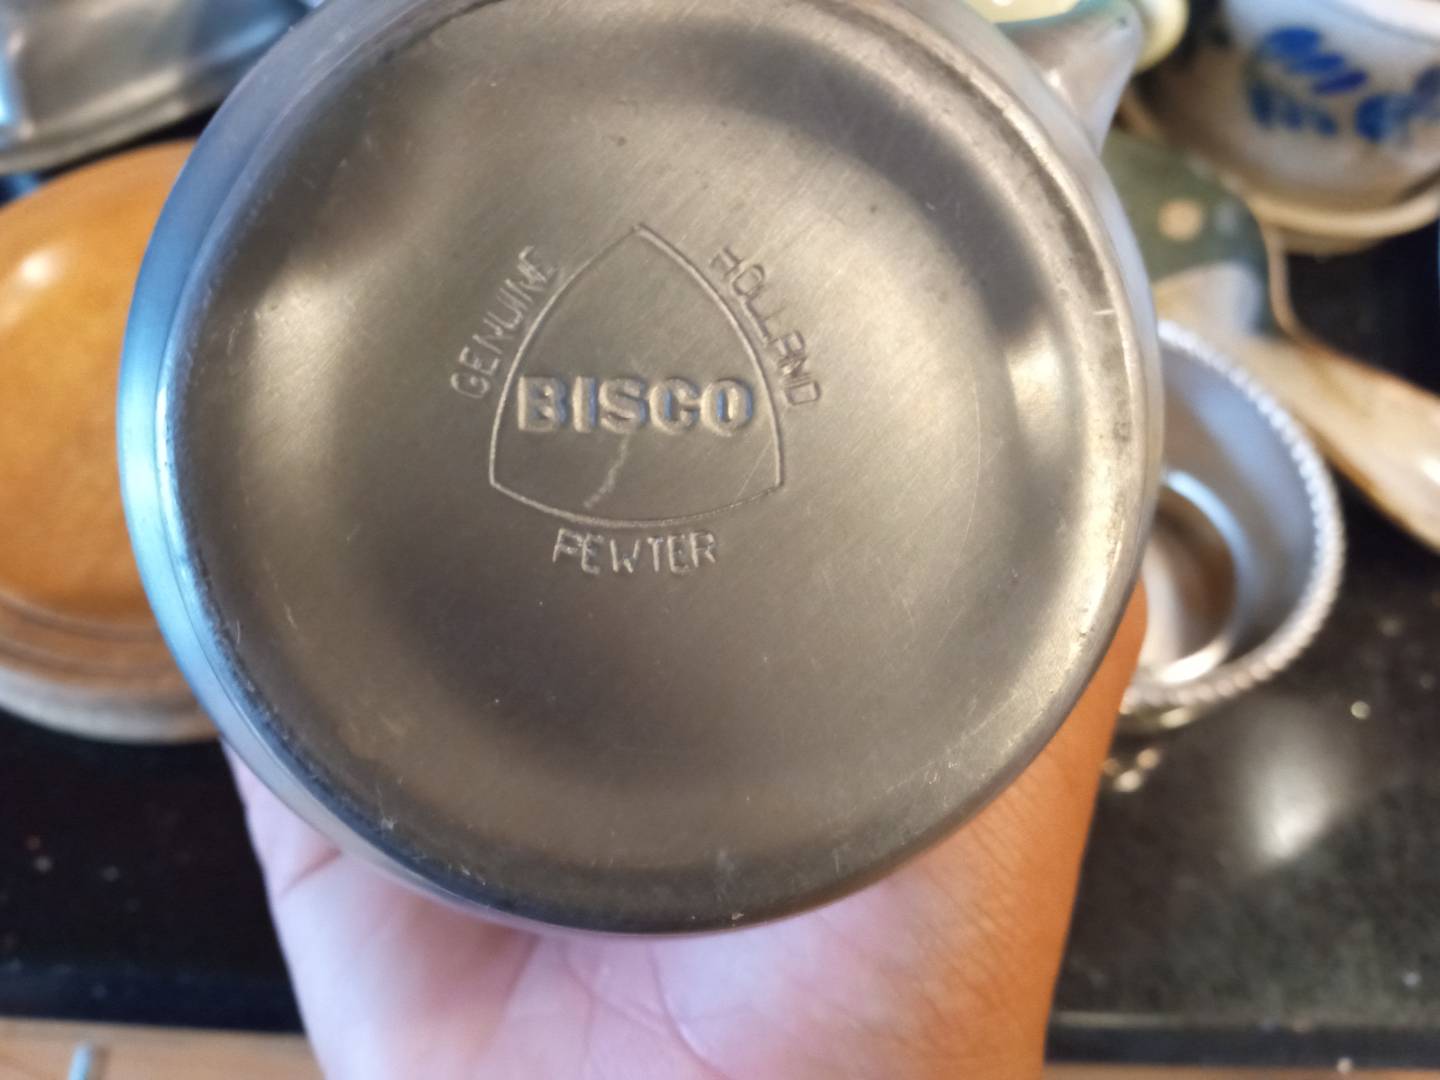 GENUINE
HOLLAND
BISCO
PEWTER